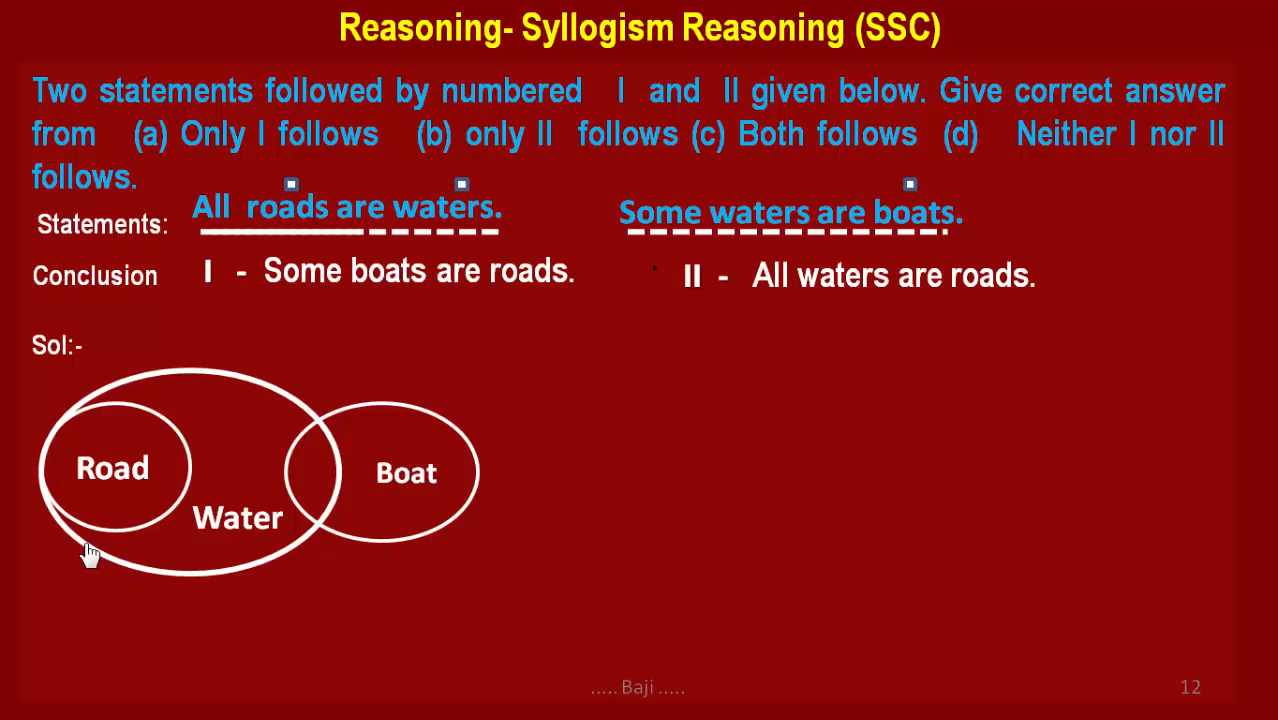 Reasoning- Syllogism Reasoning (SSC)
Two statements followed by numbered I and II given below. Give correct answer
from (a) Only I follows (b) only II follows (c) Both follows (d) Neither I nor II
follows.
Statements: All roads are waters. Some waters are boats.
Conclusion I - Some boats are roads. II - All waters are roads.
Sol:-
Road
Boat
Water
..... Baji .....
12